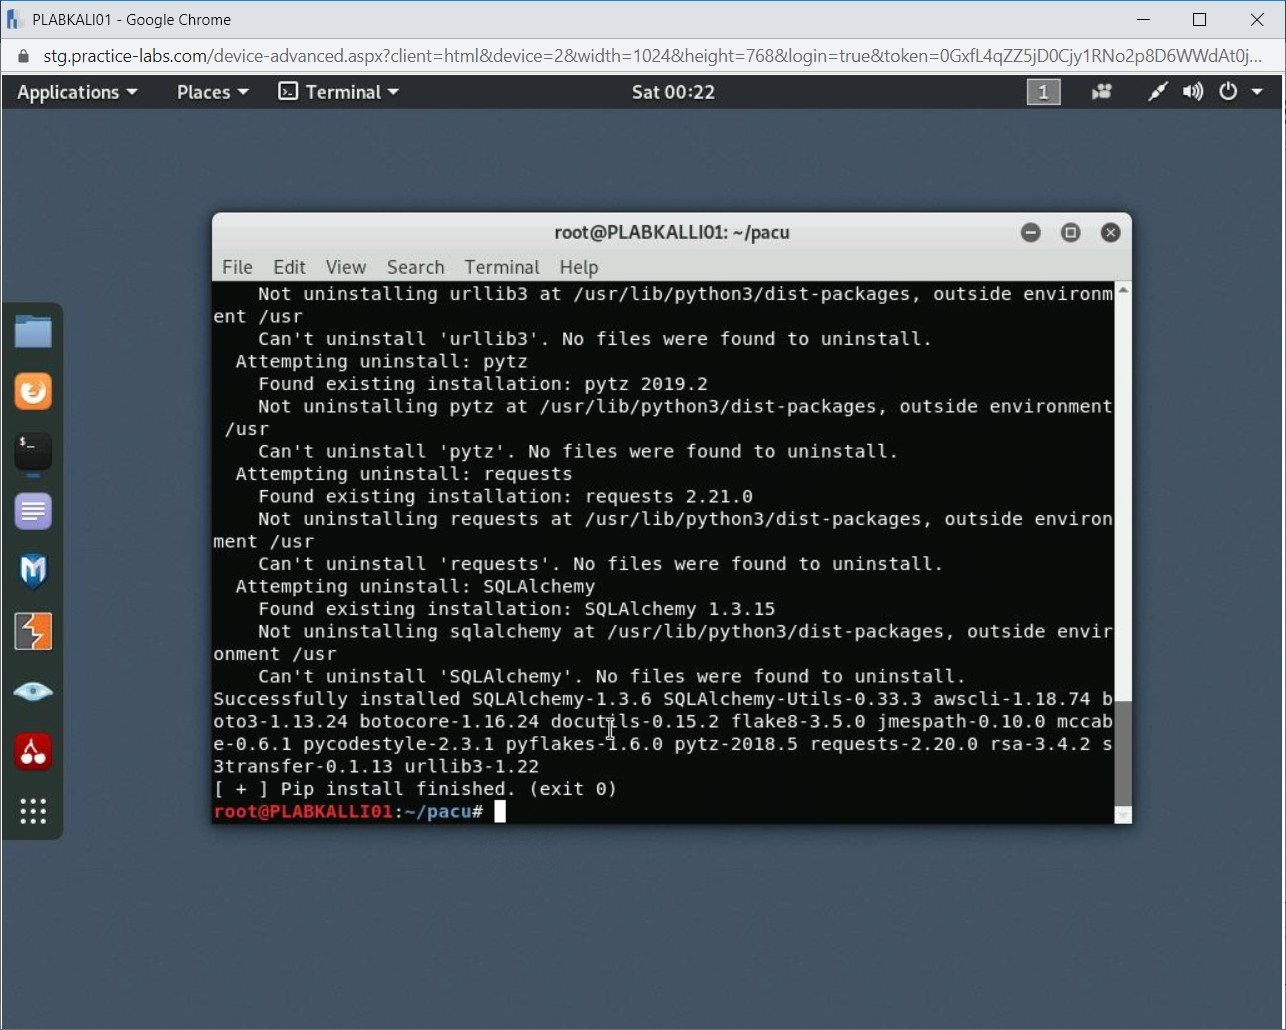 PLABKALI01 - Google Chrome
stg.practice-labs.com/device-advanced.aspx?client=html&device=2&width=1024&height=768&login=true&token=0GxfL4qZZ5jD0Cjy1RNo2p8D6WWdAt0j...
Applications Places Terminal Sat 00:22 1
root@PLABKALLI01: ~/pacu
File Edit View Search Terminal Help
Not uninstalling urllib3 at /usr/lib/python3/dist-packages, outside environm
ent /usr
Can't uninstall 'urllib3'. No files were found to uninstall.
Attempting uninstall: pytz
Found existing installation: pytz 2019.2
Not uninstalling pytz at /usr/lib/python3/dist-packages, outside environment
/usr
Can't uninstall 'pytz'. No files were found to uninstall.
Attempting uninstall: requests
Found existing installation: requests 2.21.0
Not uninstalling requests at /usr/lib/python3/dist-packages, outside environ
ment /usr
Can't uninstall 'requests'. No files were found to uninstall.
Attempting uninstall: SQLAlchemy
Found existing installation: SQLAlchemy 1.3.15
Not uninstalling sqlalchemy at /usr/lib/python3/dist-packages, outside envir
onment /usr
Can't uninstall 'SQLAlchemy'. No files were found to uninstall.
Successfully installed SQLAlchemy-1.3.6 SQLAlchemy-Utils-0.33.3 awscli-1.18.74 b
oto3-1.13.24 botocore-1.16.24 docutils-0.15.2 flake8-3.5.0 jmespath-0.10.0 mccab
e-0.6.1 pycodestyle-2.3.1 pyflakes-1.6.0 pytz-2018.5 requests-2.20.0 rsa-3.4.2 s
3transfer-0.1.13 urllib3-1.22
[ + ] Pip install finished. (exit 0)
root@PLABKALLI01:~/pacu#
$_